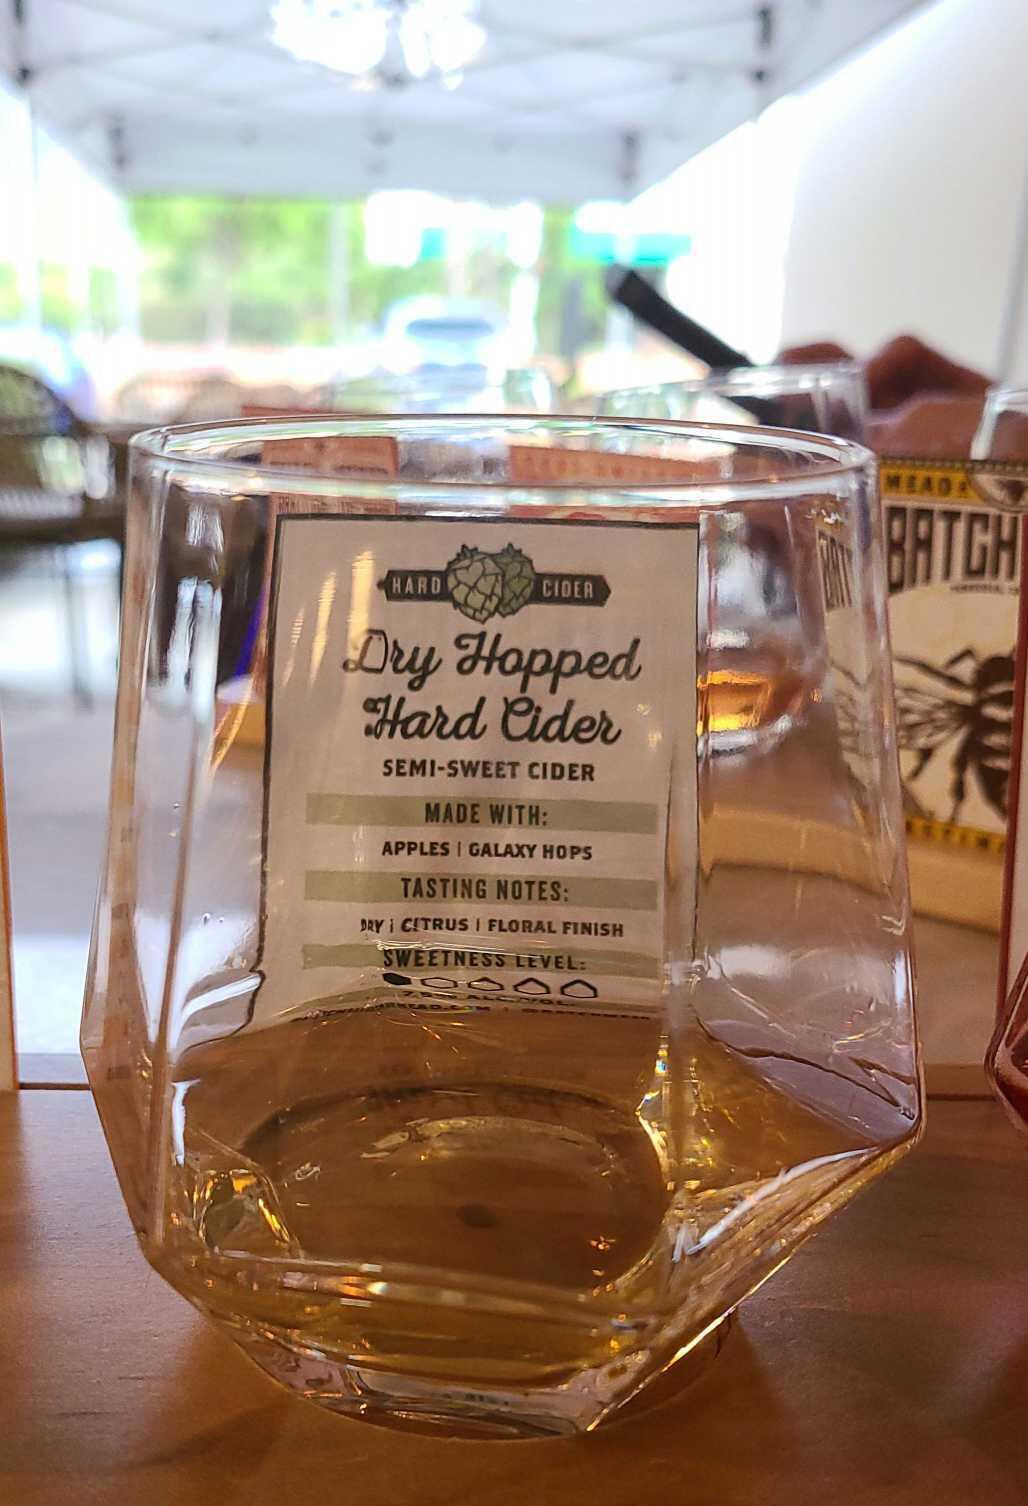 HARD CIDER
Dry Hopped
Hard Cider
SEMI-SWEET CIDER
MADE WITH:
APPLES | GALAXY HOPS
TASTING NOTES:
DRY | CITRUS | FLORAL FINISH
SWEETNESS LEVEL:
MEAD &
BATCH